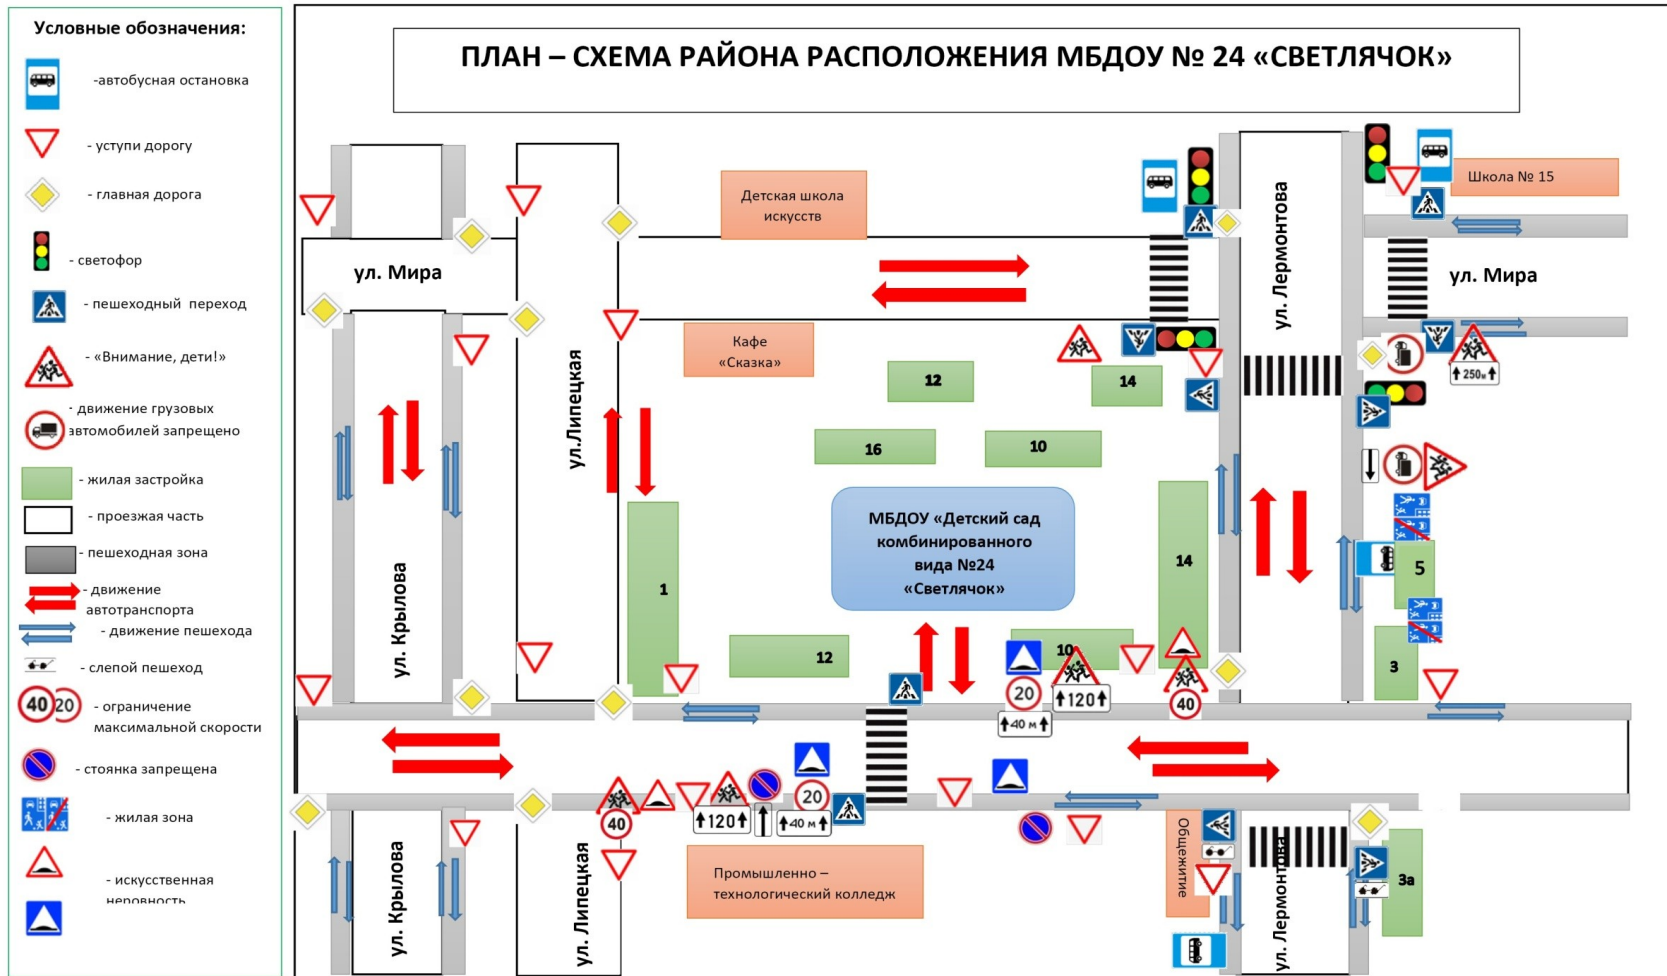 Условные обозначения:
-автобусная остановка
- уступи дорогу
- главная дорога
- светофор
- пешеходный переход
- «Внимание, дети!»
- движение грузовых
автомобилей запрещено
- жилая застройка
- проезжая часть
- пешеходная зона
- движение
автотранспорта
- движение пешехода
- слепой пешеход
40 20
- ограничение
максимальной скорости
- стоянка запрещена
- жилая зона
- искусственная
неровность
ПЛАН – СХЕМА РАЙОНА РАСПОЛОЖЕНИЯ МБДОУ № 24 «СВЕТЛЯЧОК»
Детская школа
искусств
Школа № 15
ул. Мира
ул. Мира
ул. Лермонтова
Кафе
«Сказка»
250м
ул.Липецкая
ул. Крылова
12
14
16
10
МБДОУ «Детский сад
комбинированного
вида №24
«Светлячок»
14
1
5
12
10
3
20
40 м
120
40
40
120
20
40 м
Промышленно –
технологический колледж
Общежитие
ул. Крылова
ул. Липецкая
ул. Лермонтова
3а